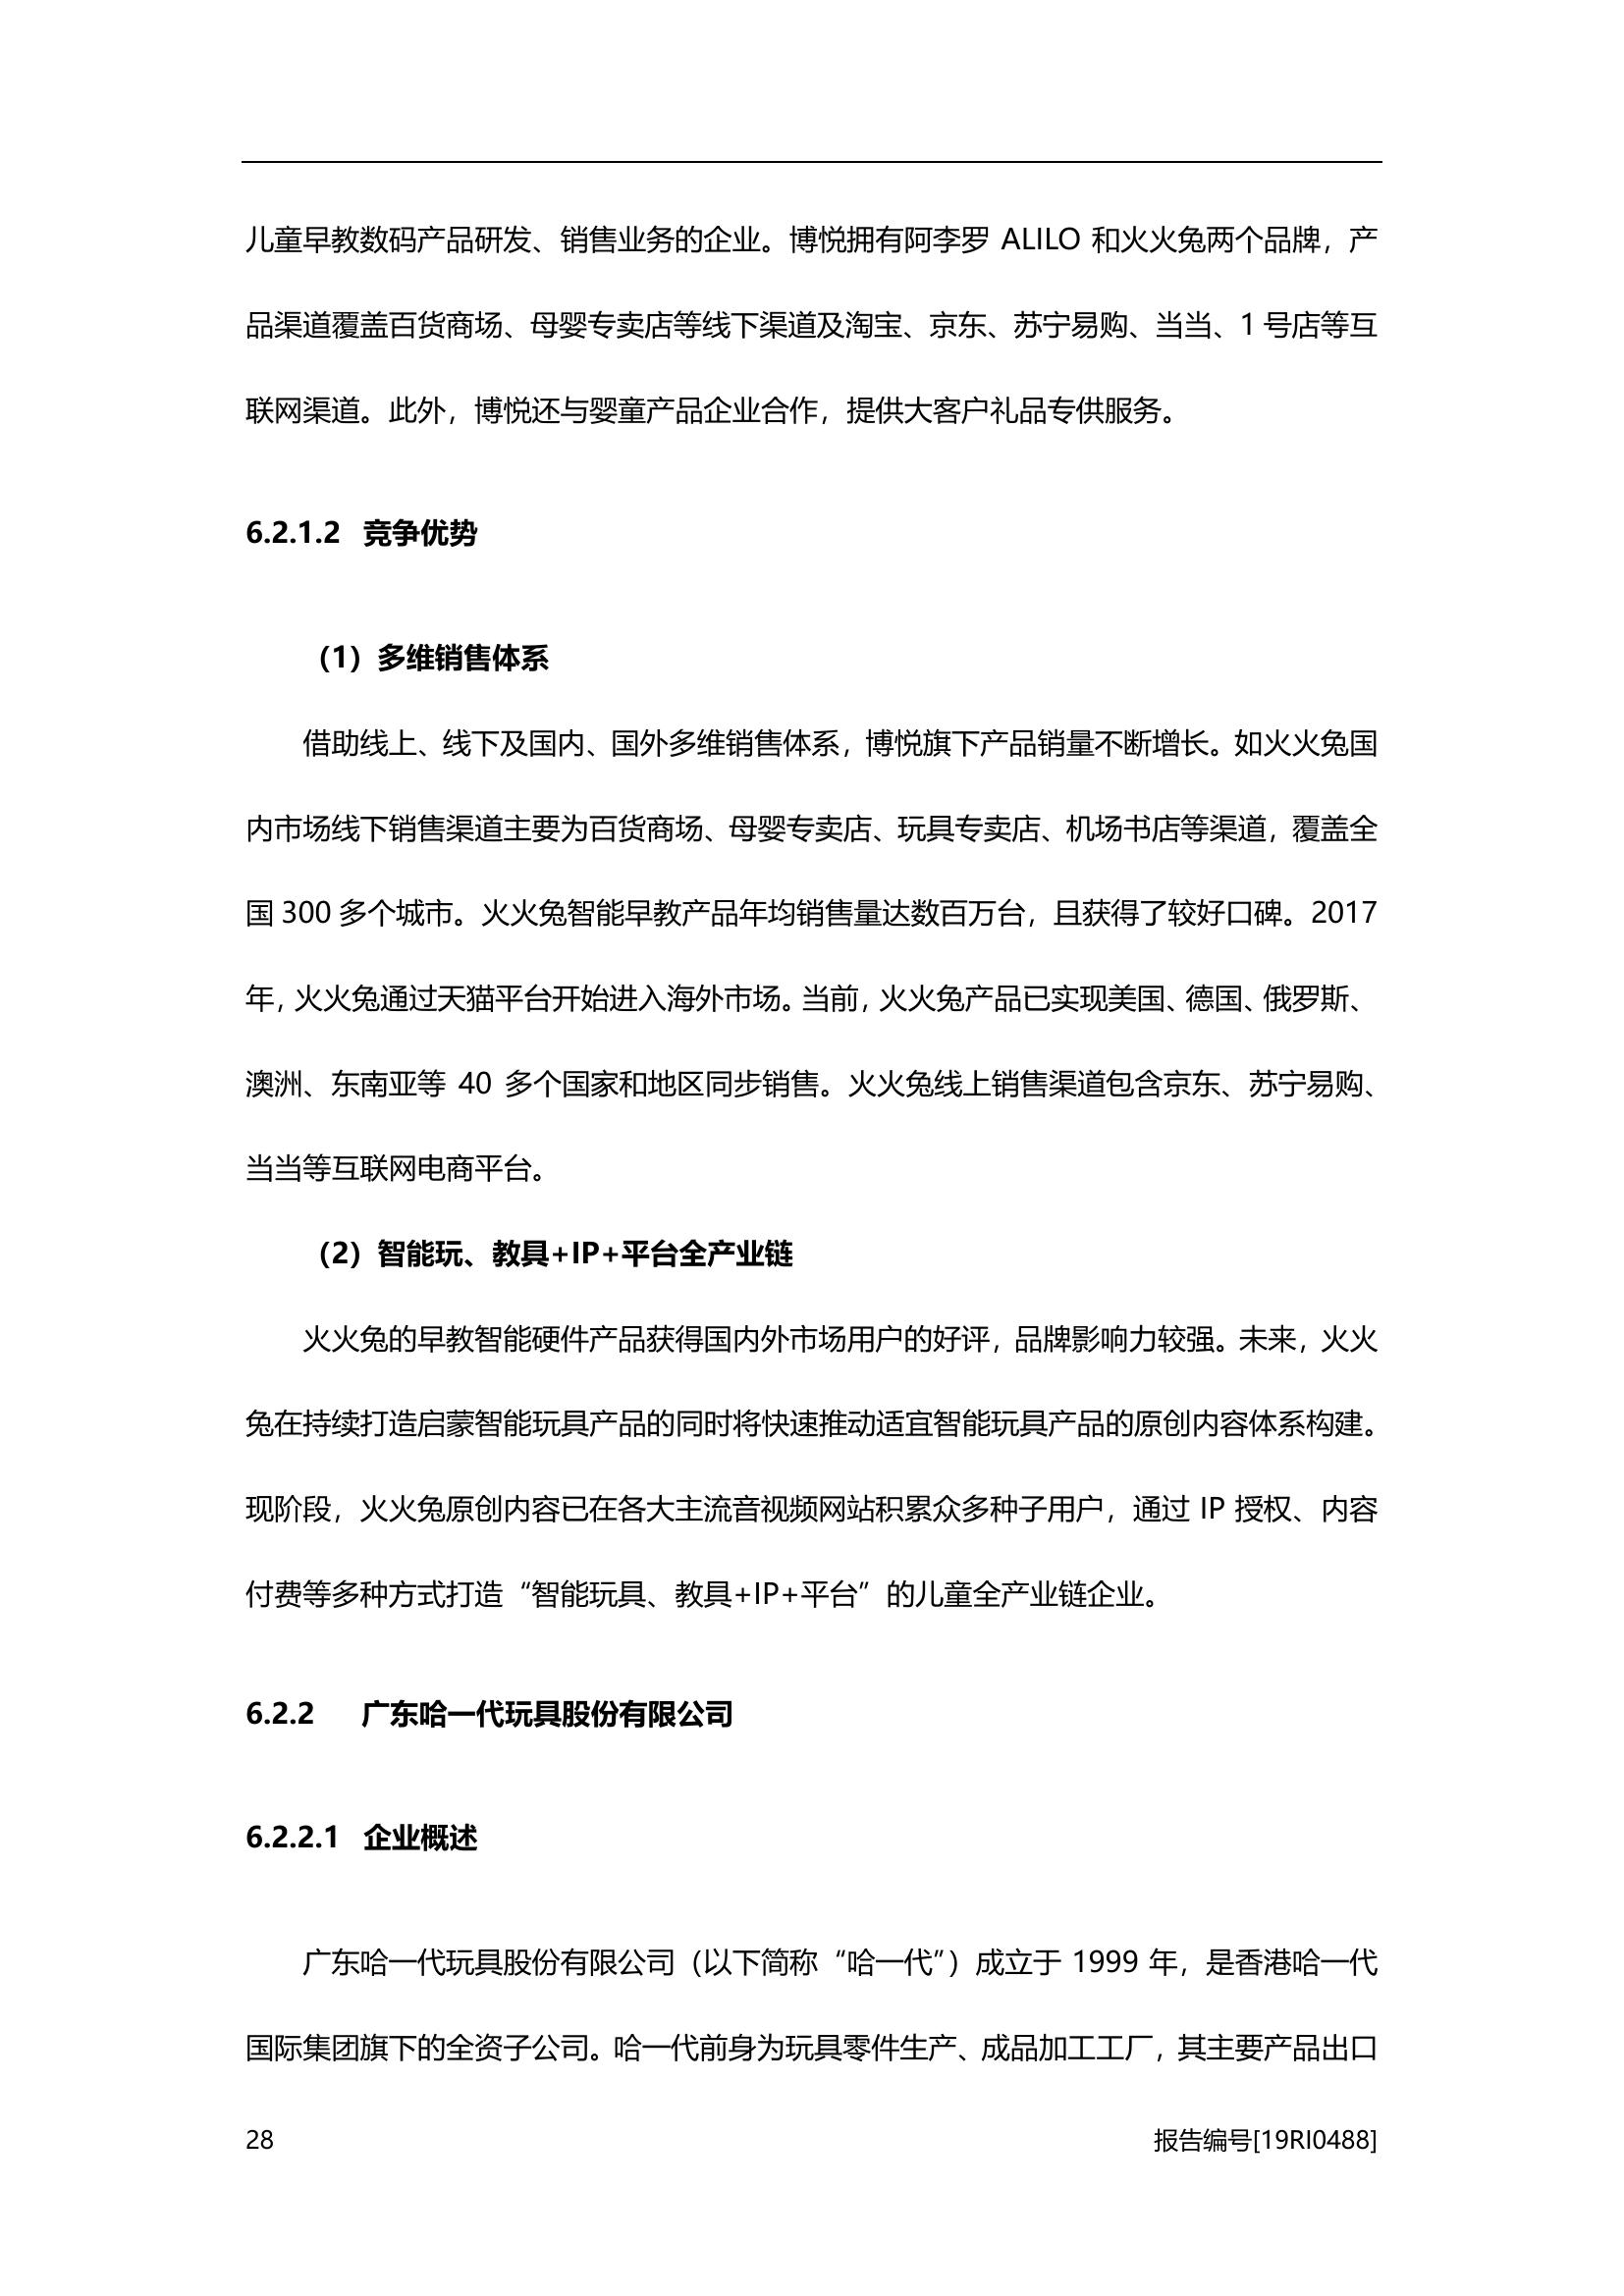 儿童早教数码产品研发、销售业务的企业。博悦拥有阿李罗 ALILO 和火火兔两个品牌，产
品渠道覆盖百货商场、母婴专卖店等线下渠道及淘宝、京东、苏宁易购、当当、1 号店等互
联网渠道。此外，博悦还与婴童产品企业合作，提供大客户礼品专供服务。
6.2.1.2 竞争优势
（1）多维销售体系
借助线上、线下及国内、国外多维销售体系，博悦旗下产品销量不断增长。如火火兔国
内市场线下销售渠道主要为百货商场、母婴专卖店、玩具专卖店、机场书店等渠道，覆盖全
国 300 多个城市。火火兔智能早教产品年均销售量达数百万台，且获得了较好口碑。2017
年，火火兔通过天猫平台开始进入海外市场。当前，火火兔产品已实现美国、德国、俄罗斯、
澳洲、东南亚等 40 多个国家和地区同步销售。火火兔线上销售渠道包含京东、苏宁易购、
当当等互联网电商平台。
（2）智能玩、教具+IP+平台全产业链
火火兔的早教智能硬件产品获得国内外市场用户的好评，品牌影响力较强。未来，火火
兔在持续打造启蒙智能玩具产品的同时将快速推动适宜智能玩具产品的原创内容体系构建。
现阶段，火火兔原创内容已在各大主流音视频网站积累众多种子用户，通过 IP 授权、内容
付费等多种方式打造“智能玩具、教具+IP+平台”的儿童全产业链企业。
6.2.2 广东哈一代玩具股份有限公司
6.2.2.1 企业概述
广东哈一代玩具股份有限公司（以下简称“哈一代”）成立于 1999 年，是香港哈一代
国际集团旗下的全资子公司。哈一代前身为玩具零件生产、成品加工工厂，其主要产品出口
28 报告编号[19RI0488]